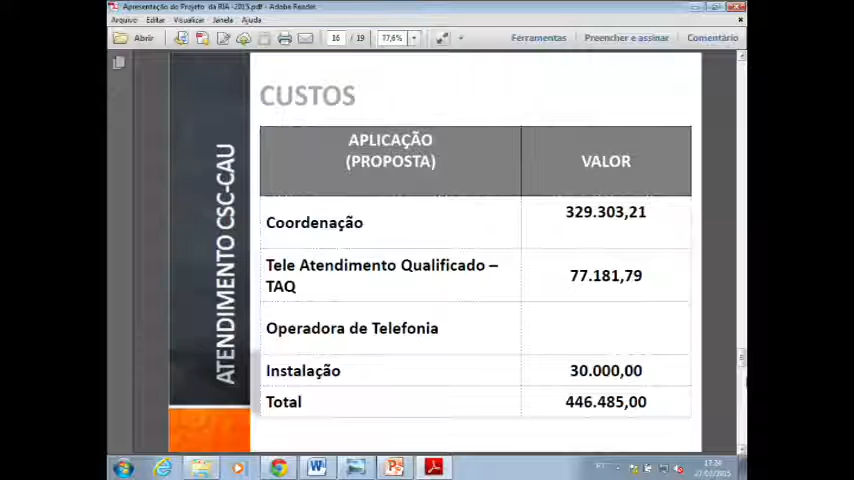 Apresentação do Projeto da RIA -2015.pdf - Adobe Reader
Arquivo Editar Visualizar Janela Ajuda
Abrir 16 / 19 77,6% Ferramentas Preencher e assinar Comentário
CUSTOS
ATENDIMENTO CSC-CAU
APLICAÇÃO
(PROPOSTA) VALOR
Coordenação 329.303,21
Tele Atendimento Qualificado –
TAQ 77.181,79
Operadora de Telefonia
Instalação 30.000,00
Total 446.485,00
PT